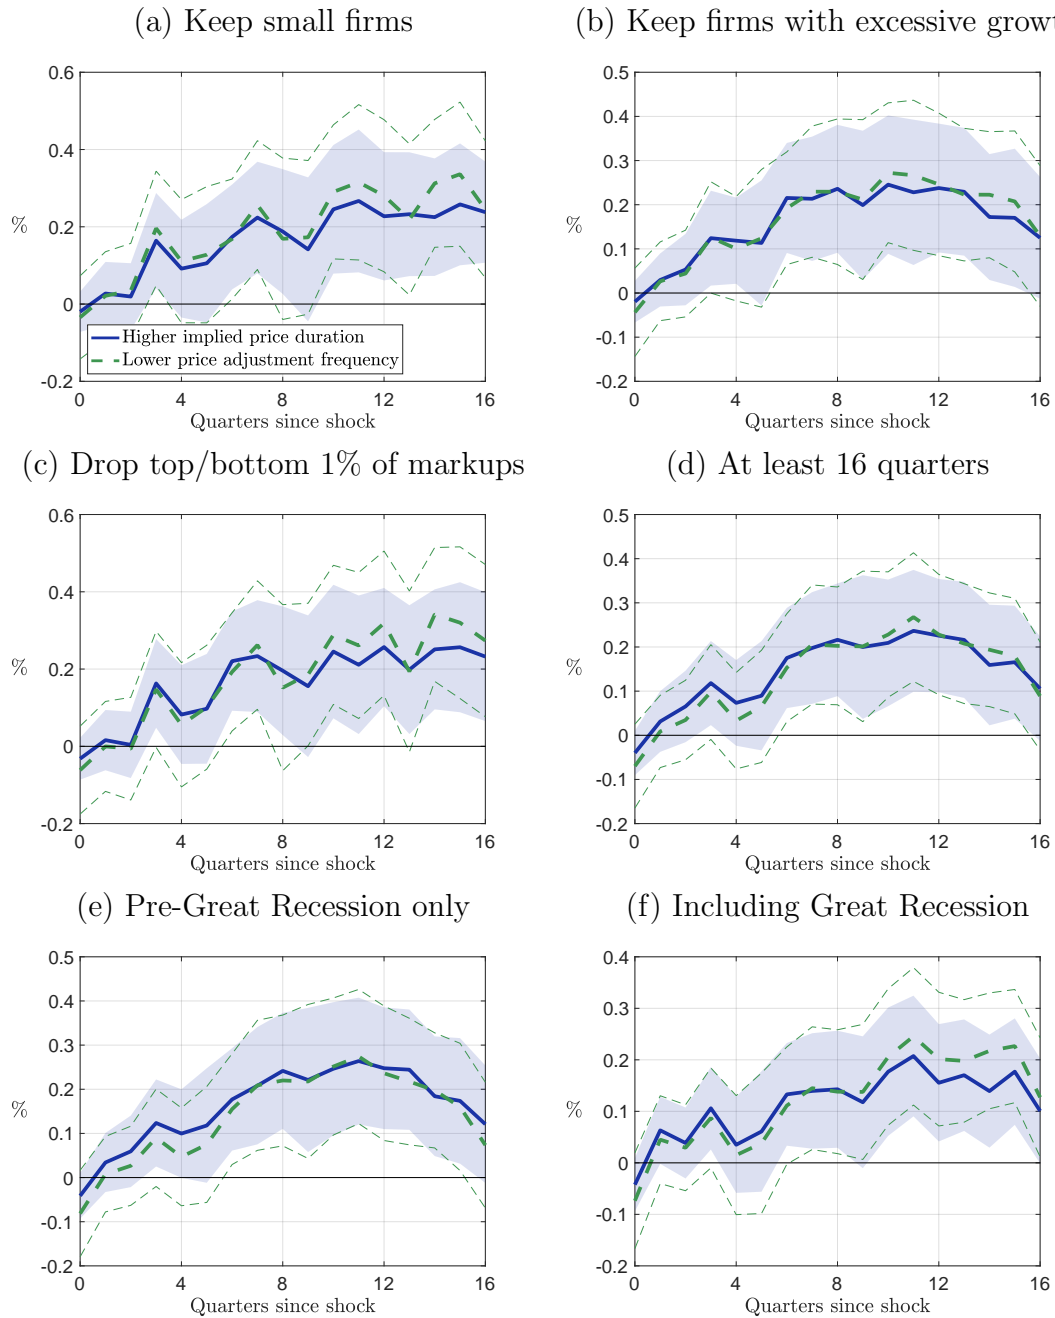 (a) Keep small firms
0.6
0.4
0.2
0
-0.2
%
Higher implied price duration
Lower price adjustment frequency
0 4 8 12 16
Quarters since shock
(b) Keep firms with excessive growt
0.5
0.4
0.3
0.2
0.1
0
-0.1
-0.2
%
0 4 8 12 16
Quarters since shock
(c) Drop top/bottom 1% of markups
0.6
0.4
0.2
0
-0.2
%
0 4 8 12 16
Quarters since shock
(d) At least 16 quarters
0.5
0.4
0.3
0.2
0.1
0
-0.1
-0.2
%
0 4 8 12 16
Quarters since shock
(e) Pre-Great Recession only
0.5
0.4
0.3
0.2
0.1
0
-0.1
-0.2
%
0 4 8 12 16
Quarters since shock
(f) Including Great Recession
0.4
0.3
0.2
0.1
0
-0.1
-0.2
%
0 4 8 12 16
Quarters since shock